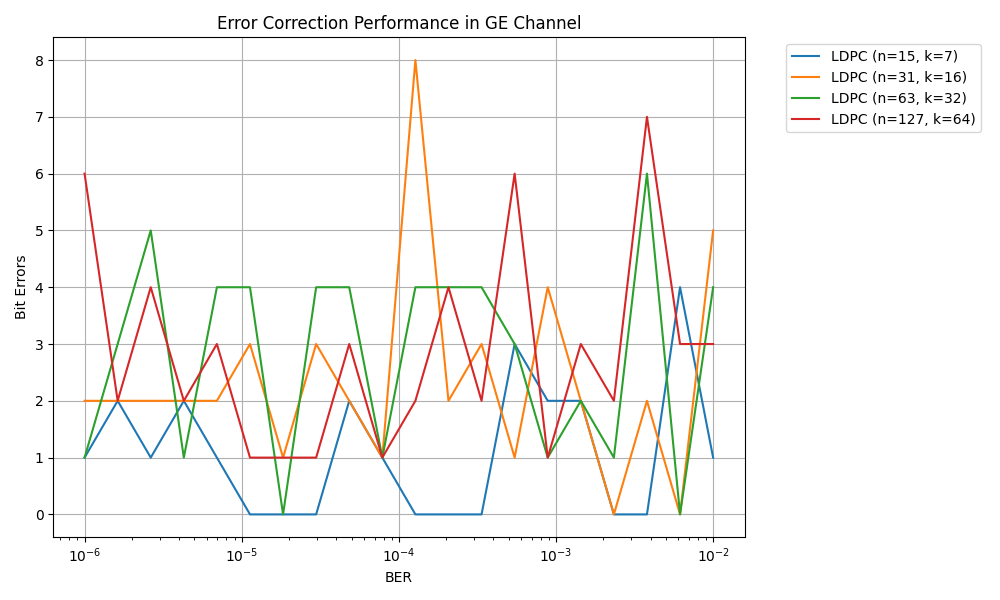 Error Correction Performance in GE Channel
LDPC (n=15, k=7)
LDPC (n=31, k=16)
LDPC (n=63, k=32)
LDPC (n=127, k=64)
Bit Errors
8
7
6
5
4
3
2
1
0
10⁻⁶ 10⁻⁵ 10⁻⁴ 10⁻³ 10⁻²
BER